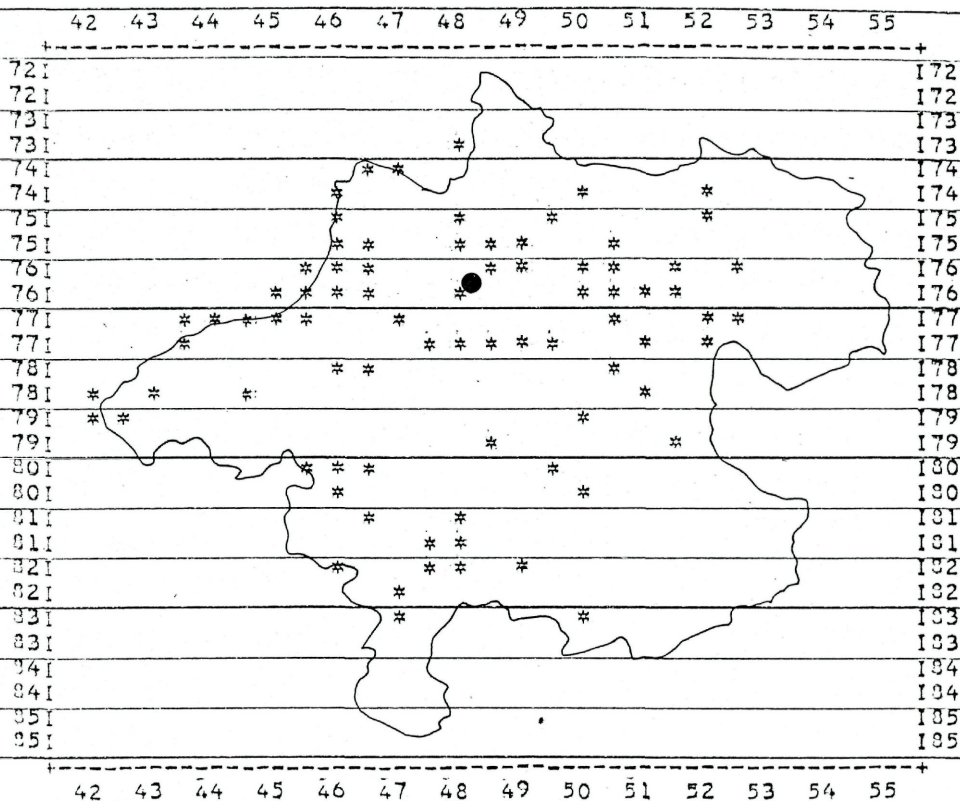 42 43 44 45 46 47 48 49 50 51 52 53 54 55
+----------------------------------------------------------------------+
72I I72
72I I72
73I I73
73I * I73
74I * * I74
74I * * * I74
75I * * * * I75
75I * * * * * * I75
76I * * * * * * * * * I76
76I * * * * * * * * * I76
77I * * * * * * * * * I77
77I * * * * * * * * I77
78I * * * I78
78I * * * * I78
79I * * * I79
79I * * I79
80I * * * * I80
80I * * I80
81I * * I81
81I * * I81
82I * * * * I82
82I * I82
83I * * I83
83I I83
84I I84
84I I84
85I I85
85I I85
+----------------------------------------------------------------------+
42 43 44 45 46 47 48 49 50 51 52 53 54 55